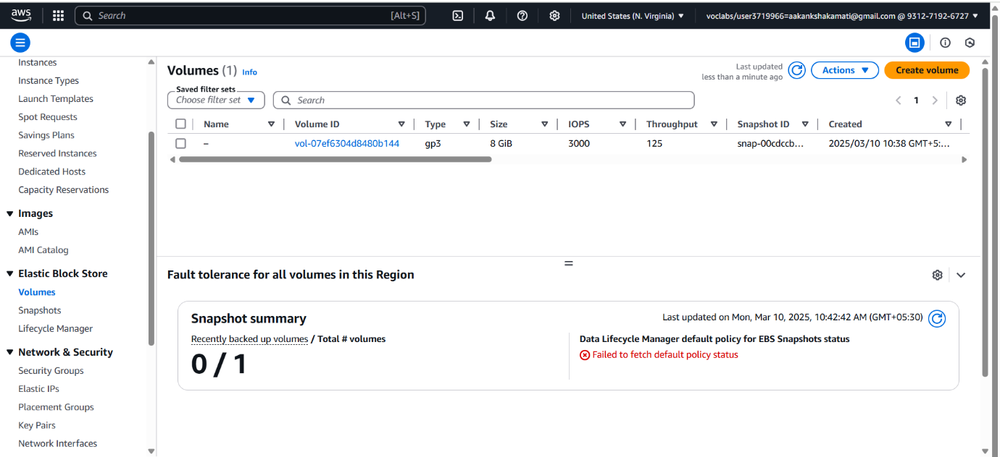 aws
Search [Alt+S]
United States (N. Virginia)
voclabs/user3719966=aakankshakamati@gmail.com @ 9312-7192-6727
Instances
Instance Types
Launch Templates
Spot Requests
Savings Plans
Reserved Instances
Dedicated Hosts
Capacity Reservations
Images
AMIs
AMI Catalog
Elastic Block Store
Volumes
Snapshots
Lifecycle Manager
Network & Security
Security Groups
Elastic IPs
Placement Groups
Key Pairs
Network Interfaces
Volumes (1) Info
Last updated
less than a minute ago
Actions
Create volume
Saved filter sets
Choose filter set
Search
1
Name Volume ID Type Size IOPS Throughput Snapshot ID Created
– vol-07ef6304d8480b144 gp3 8 GiB 3000 125 snap-00cdccb... 2025/03/10 10:38 GMT+5:...
Fault tolerance for all volumes in this Region
Snapshot summary
Last updated on Mon, Mar 10, 2025, 10:42:42 AM (GMT+05:30)
Recently backed up volumes / Total # volumes
0 / 1
Data Lifecycle Manager default policy for EBS Snapshots status
Failed to fetch default policy status